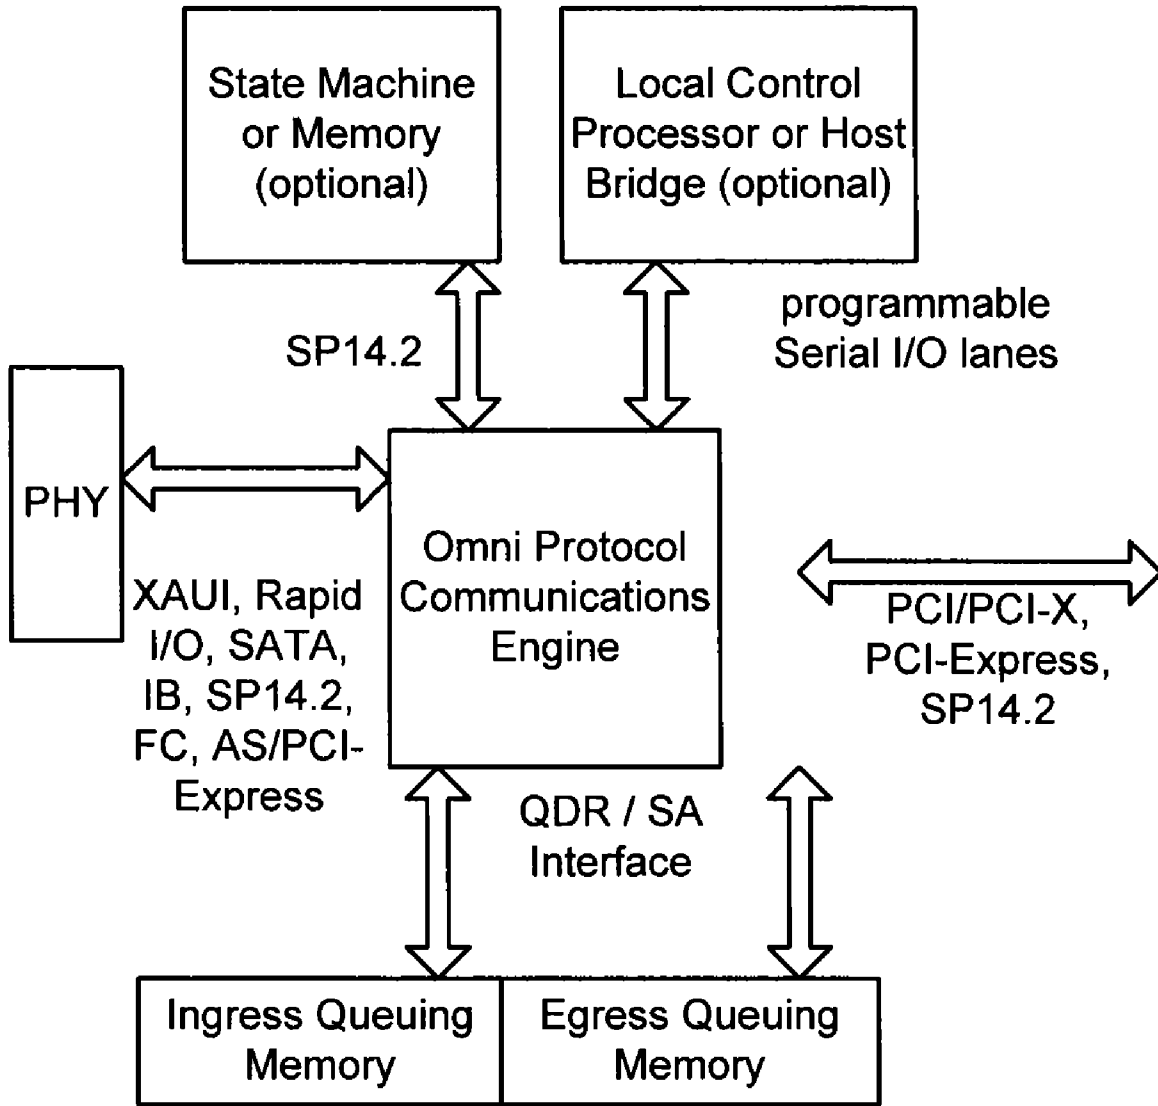 State Machine
or Memory
(optional)
Local Control
Processor or Host
Bridge (optional)
SP14.2
programmable
Serial I/O lanes
PHY
Omni Protocol
Communications
Engine
XAUI, Rapid
I/O, SATA,
IB, SP14.2,
FC, AS/PCI-
Express
PCI/PCI-X,
PCI-Express,
SP14.2
QDR / SA
Interface
Ingress Queuing
Memory
Egress Queuing
Memory